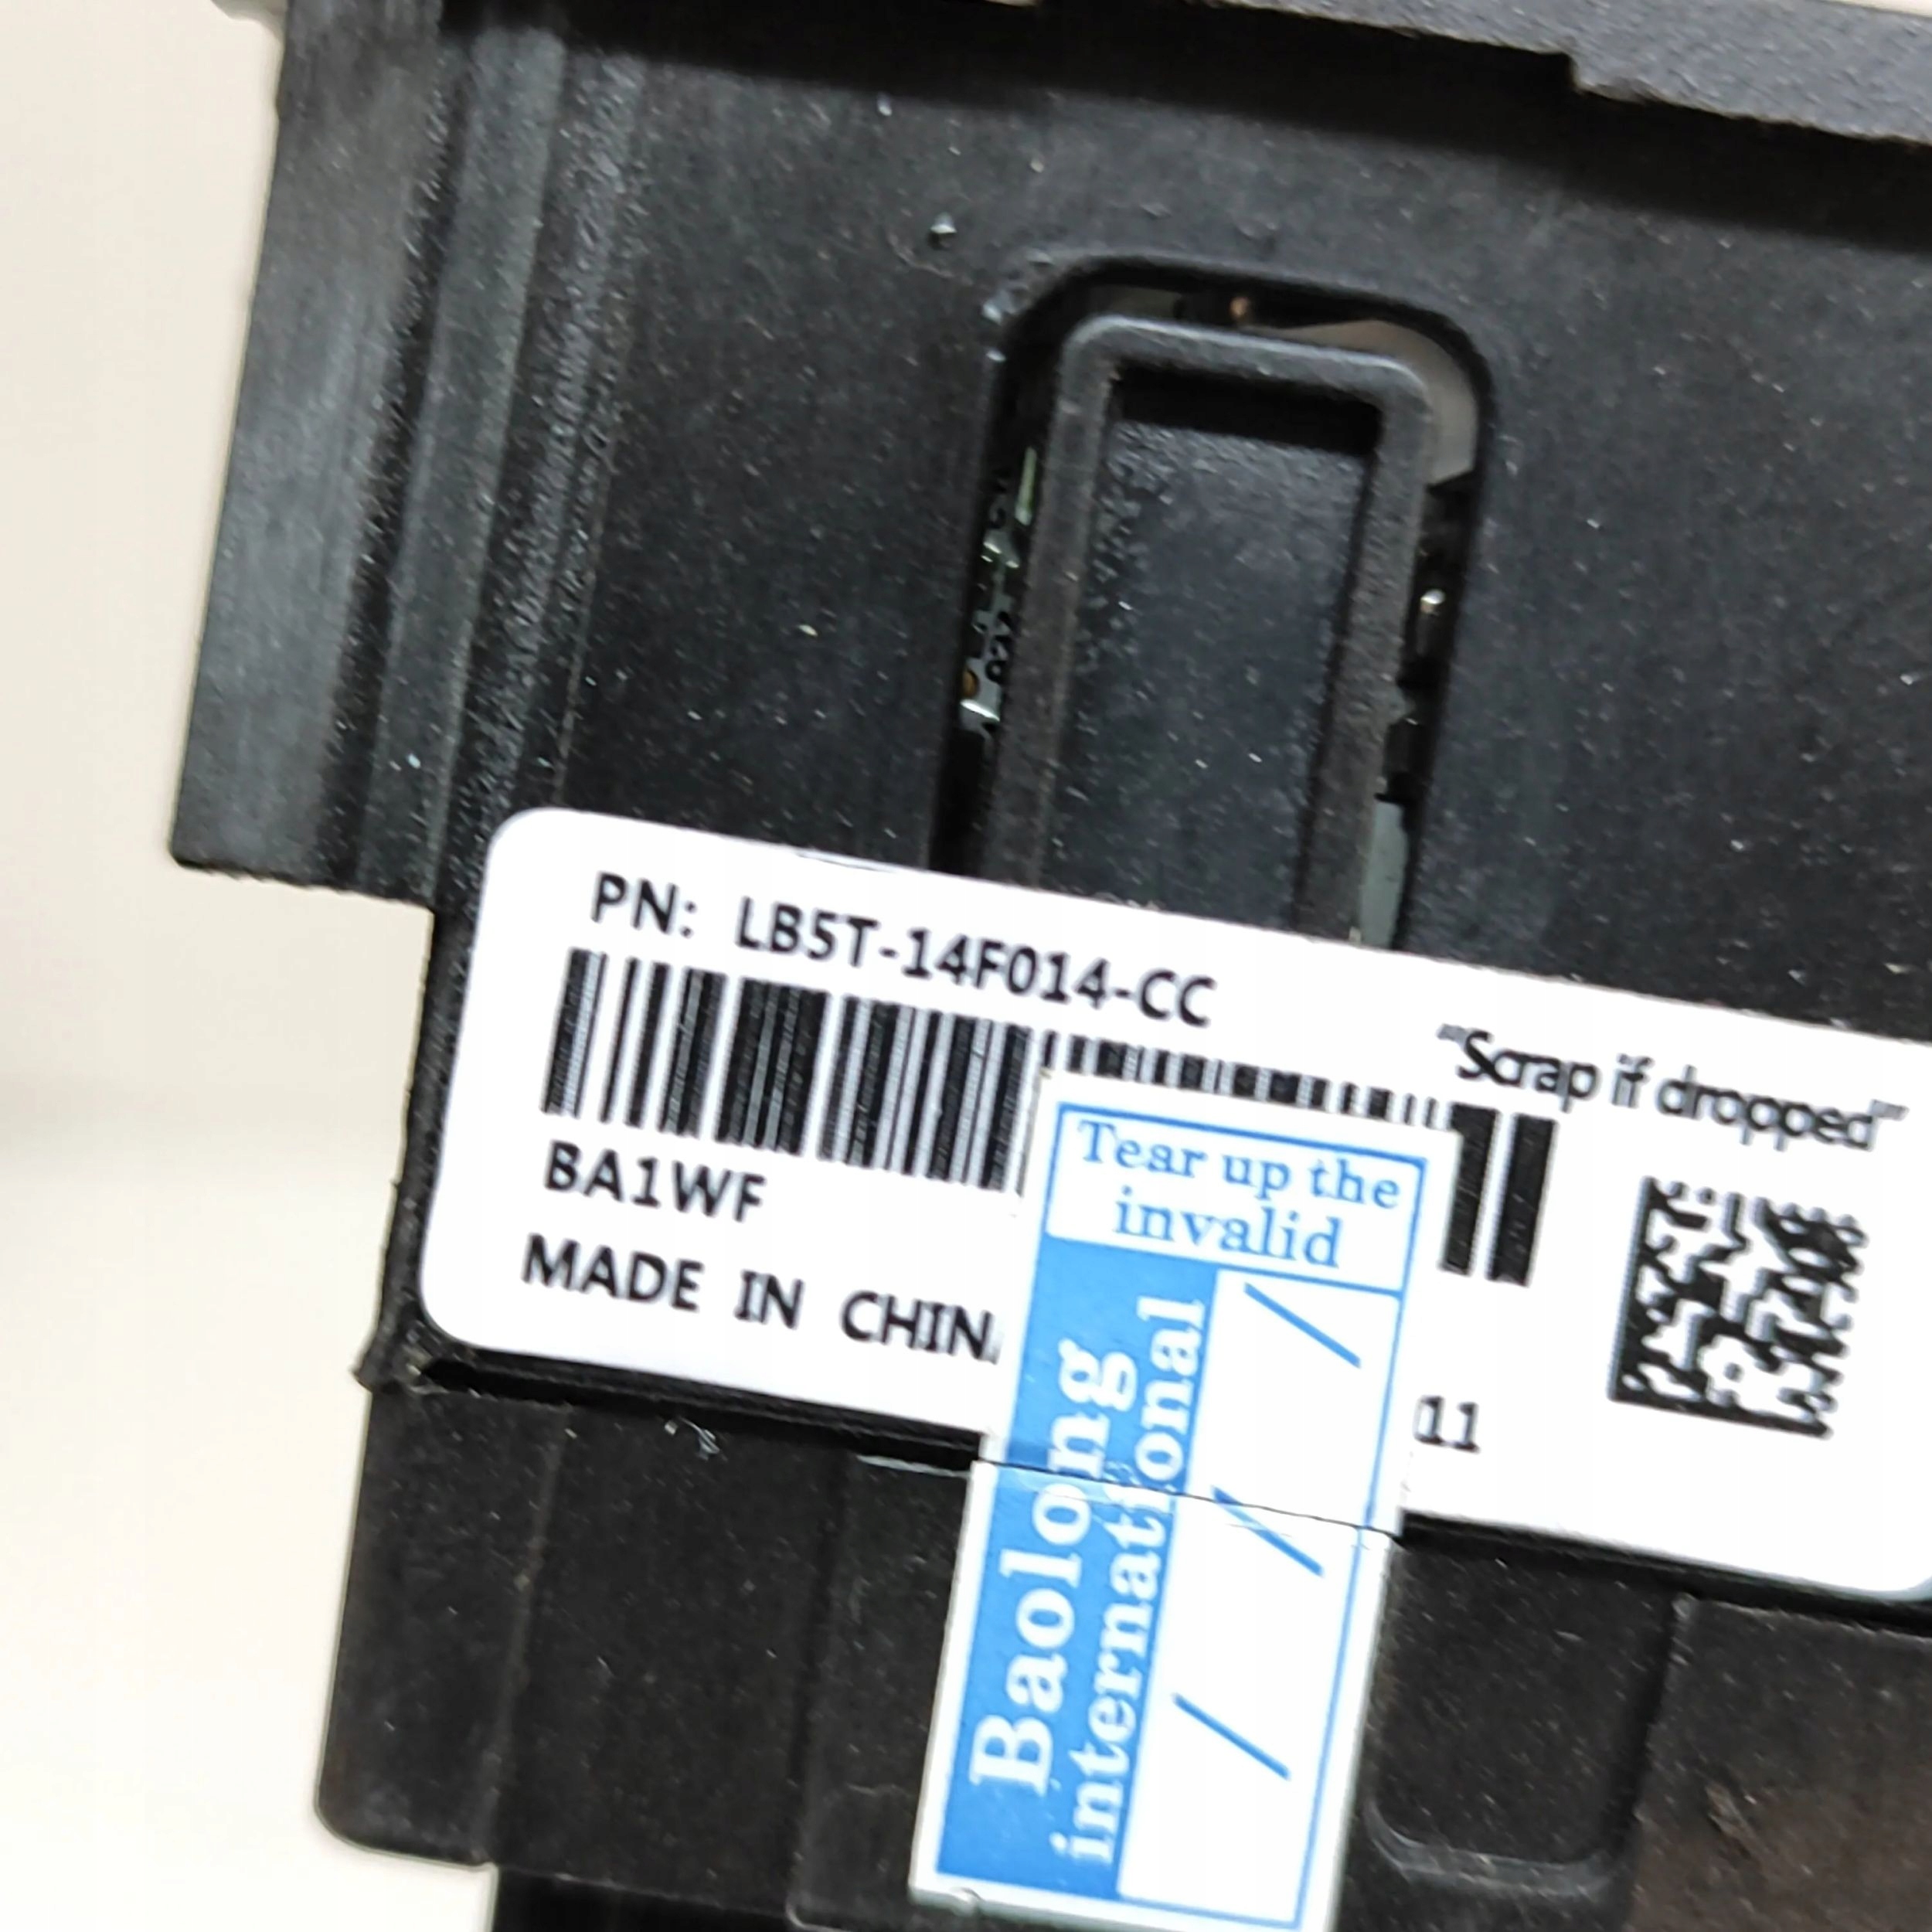 PN: LB5T-14F014-CC
"Scrap if dropped"
BA1WF
MADE IN CHIN
11
Tear up the
invalid
Baolong
international